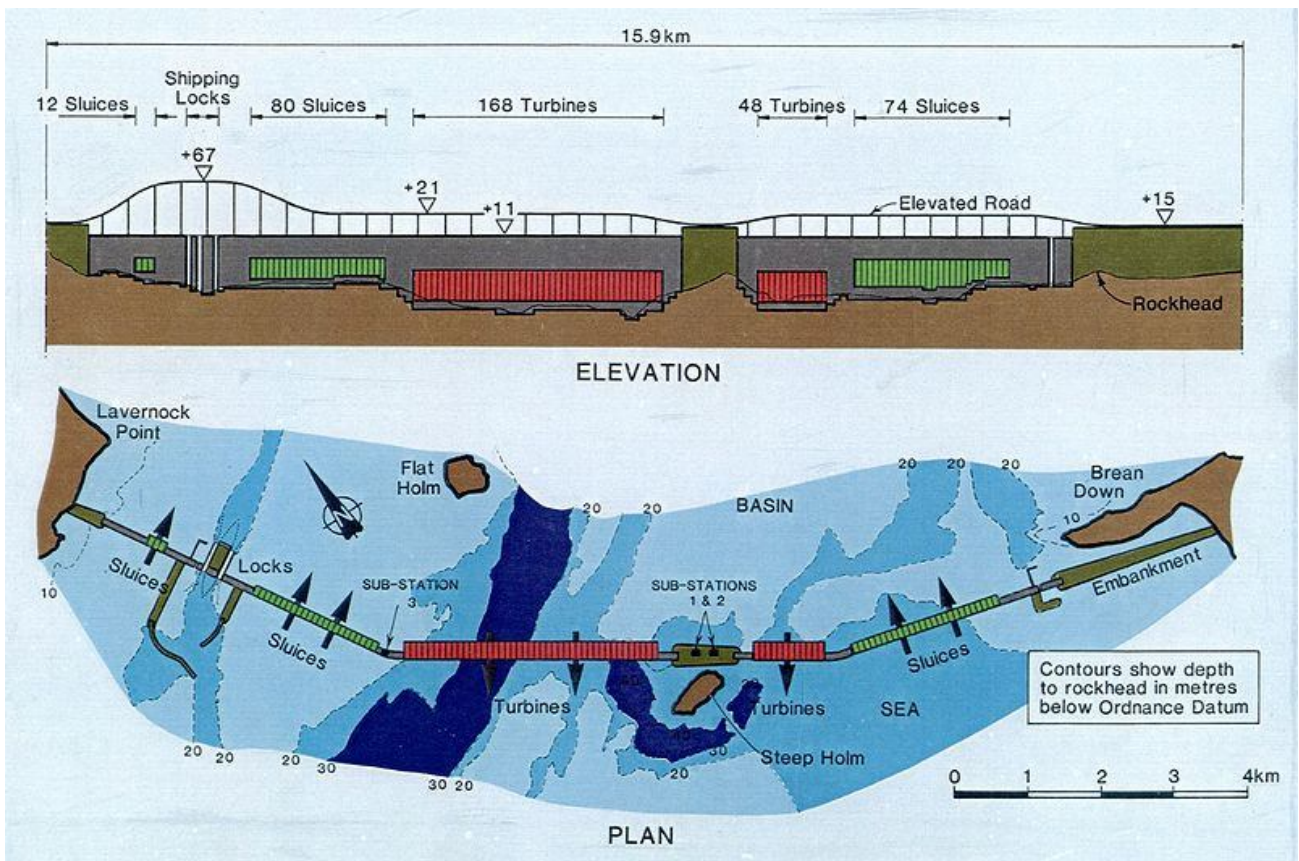 15.9km
Shipping
Locks
12 Sluices
80 Sluices
168 Turbines
48 Turbines
74 Sluices
+67
+21
+11
Elevated Road
+15
Rockhead
ELEVATION
Lavernock
Point
Flat
Holm
20
20
20
20
20
BASIN
Brean
Down
10
Sluices
Locks
SUB-STATION
3
SUB-STATIONS
1 & 2
Embankment
10
Sluices
Sluices
Turbines
Turbines
SEA
Steep Holm
Contours show depth
to rockhead in metres
below Ordnance Datum
20
20
20
30
30
20
30
20
0 1 2 3 4km
PLAN